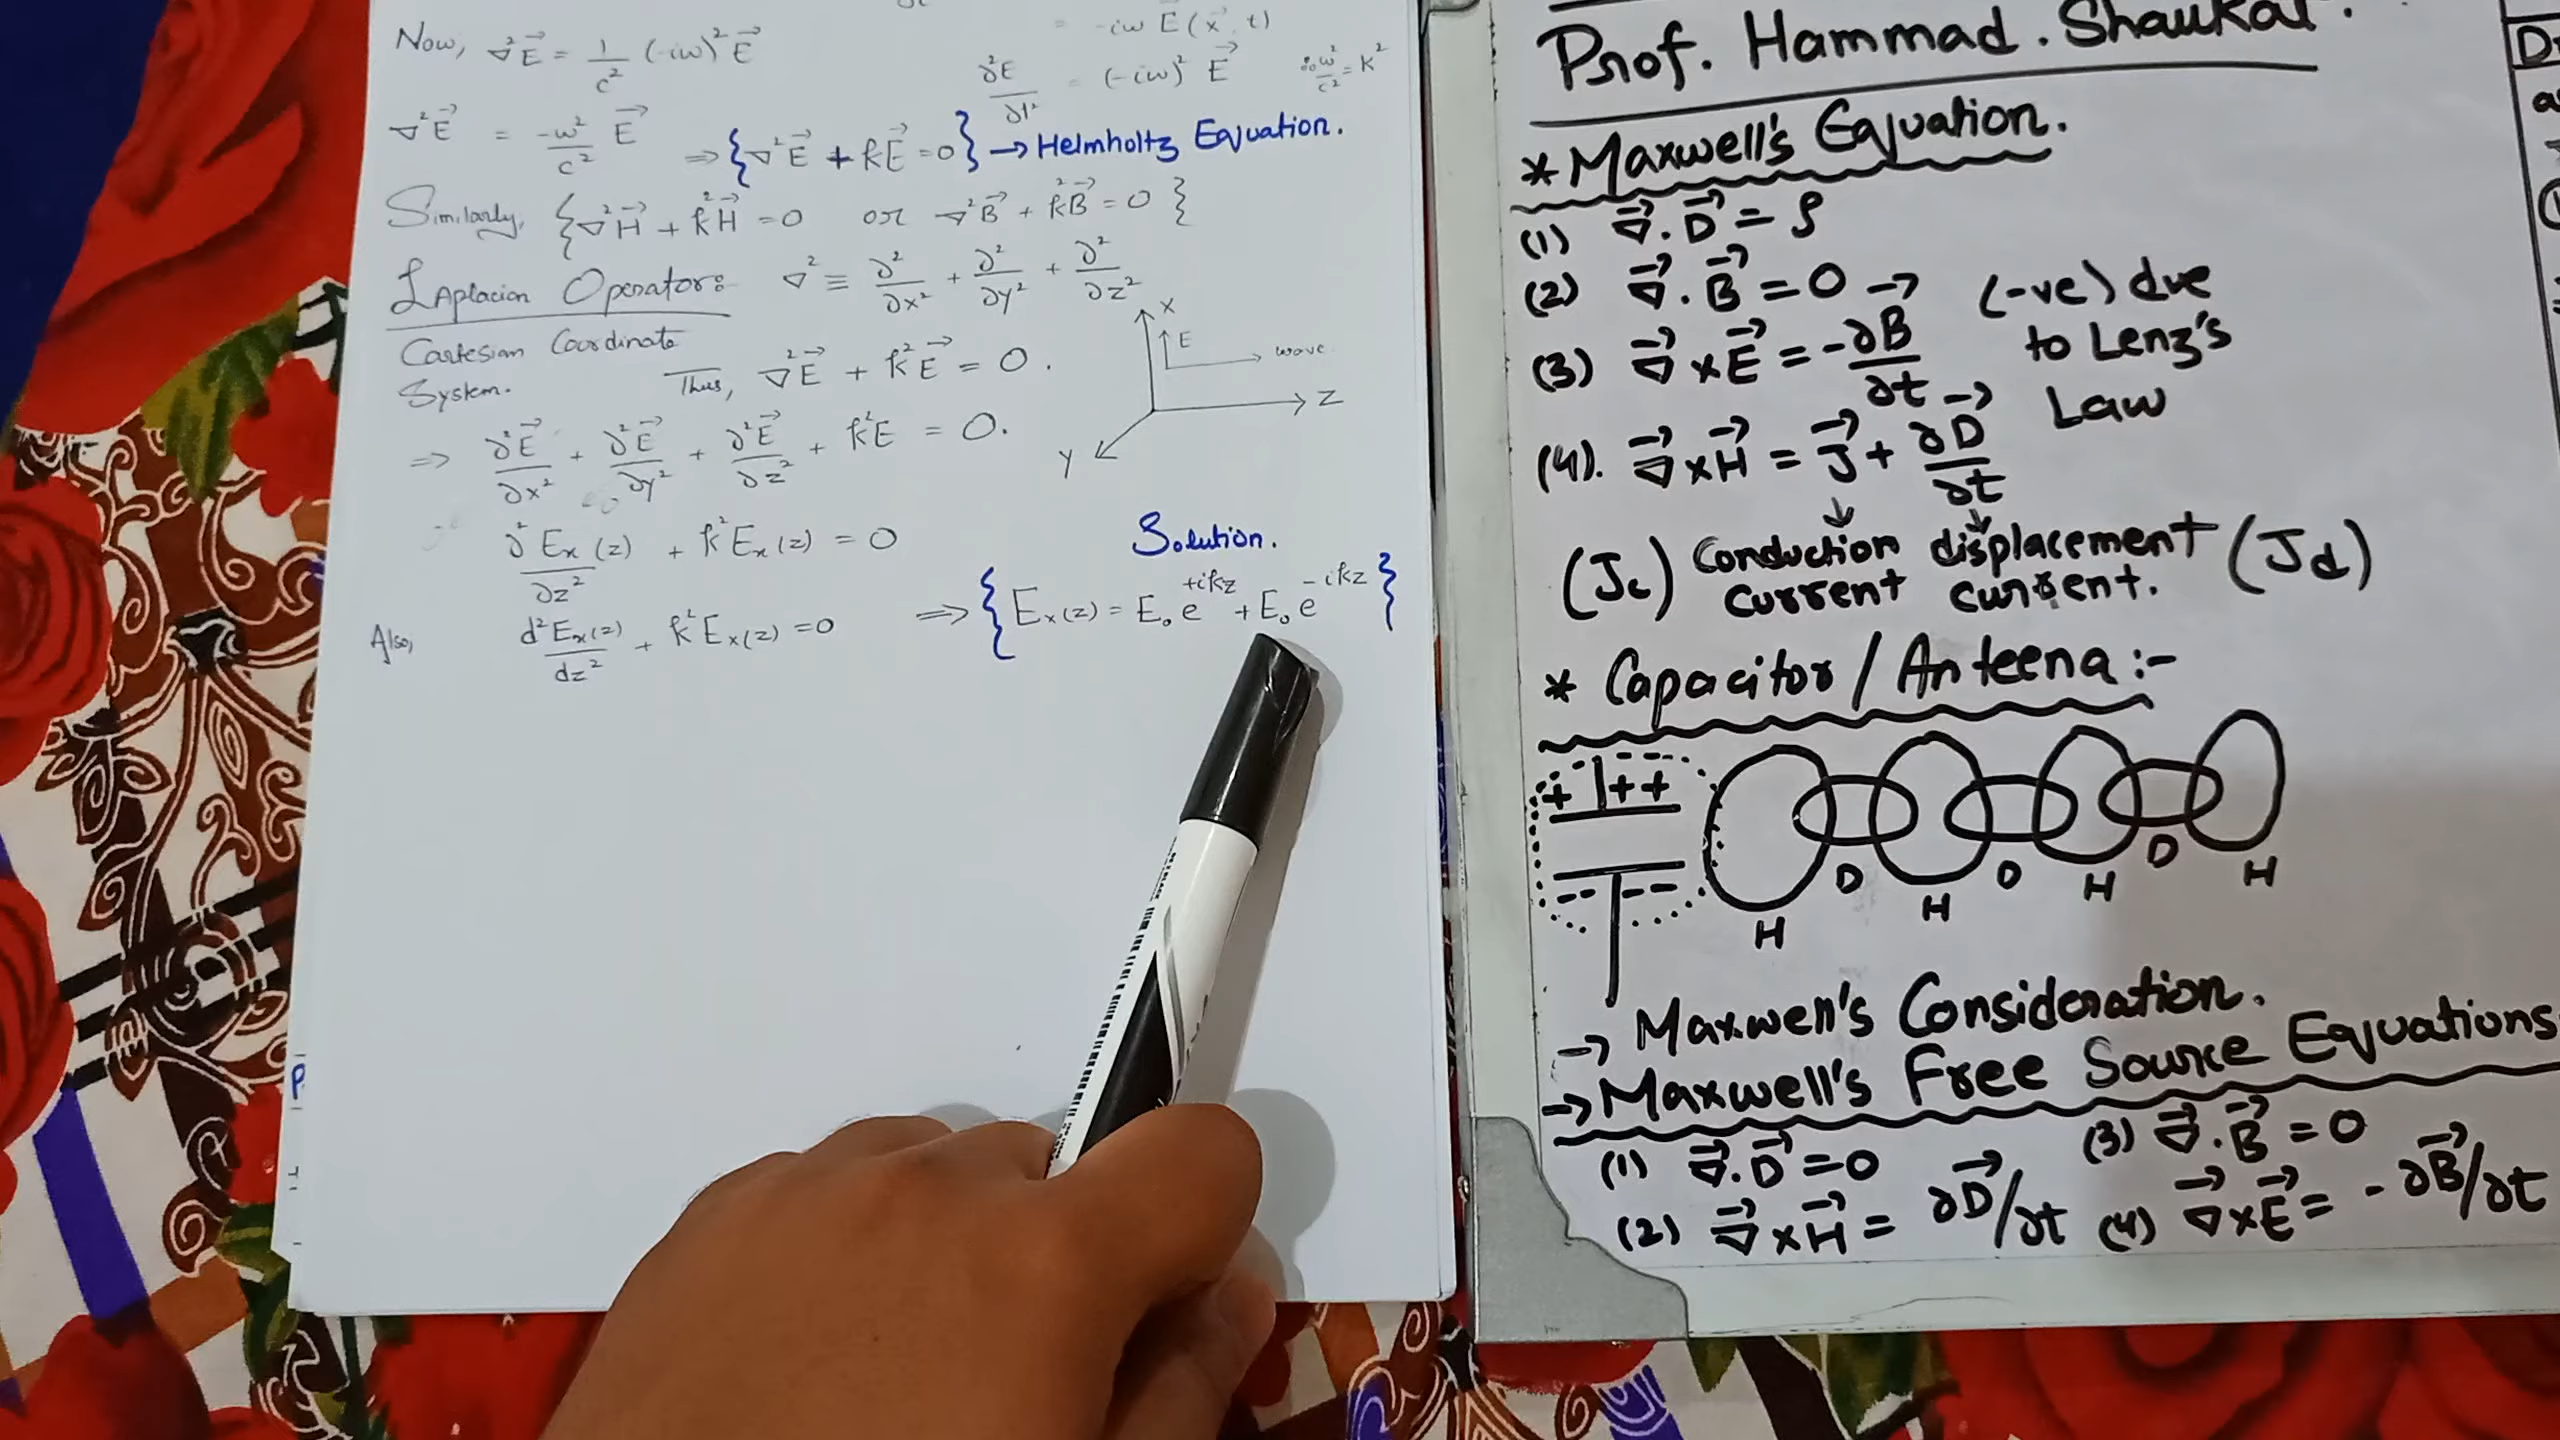 = -iω E⃗(x⃗, t)
Now, ∇²E⃗ = 1/c² (-iω)² E⃗
∂²E/∂t² = (-iω)² E⃗ ∵ ω²/c² = K²
∇²E⃗ = -ω²/c² E⃗ ⇒ {∇²E⃗ + k²E⃗ = 0} → Helmholtz Equation.
Similarly, {∇²H⃗ + k²H⃗ = 0 or ∇²B⃗ + k²B⃗ = 0}
LAplacian Operator: ∇² ≡ ∂²/∂x² + ∂²/∂y² + ∂²/∂z²
Cartesian Coordinate
System.
Thus, ∇²E⃗ + k²E⃗ = 0.
X
E
wave
Z
Y
⇒ ∂²E⃗/∂x² + ∂²E⃗/∂y² + ∂²E⃗/∂z² + k²E = 0.
∂²Ex(z)/∂z² + k²Ex(z) = 0
Solution.
Also, d²Ex(z)/dz² + k²Ex(z) = 0 ⇒ {Ex(z) = E₀e^{+ikz} + E₀e^{-ikz}}
P
Prof. Hammad. Shaukat.
* Maxwell's Equation.
(1) ∇⃗.D⃗ = ρ
(2) ∇⃗.B⃗ = 0
(3) ∇⃗×E⃗ = -∂B⃗/∂t
(-ve) due
to Lenz's
Law
(4). ∇⃗×H⃗ = J⃗ + ∂D⃗/∂t
(Jc) Conduction displacement (Jd)
Current current.
* Capacitor/Anteena:-
+ ++
-- --
H D H D H D H
→ Maxwell's Consideration.
→ Maxwell's Free Source Equations
(1) ∇⃗.D⃗ = 0 (3) ∇⃗.B⃗ = 0
(2) ∇⃗×H⃗ = ∂D⃗/∂t (4) ∇⃗×E⃗ = -∂B⃗/∂t